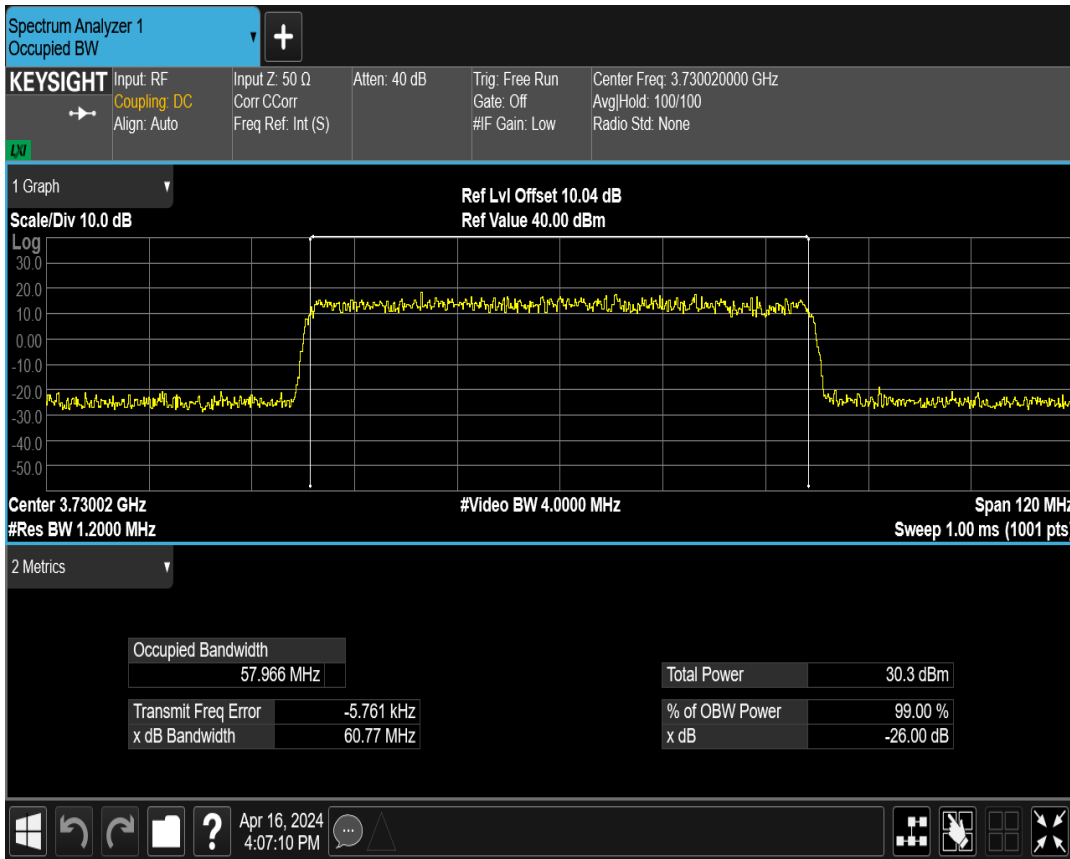 Spectrum Analyzer 1
Occupied BW
+
KEYSIGHT
LXI
Input: RF
Coupling: DC
Align: Auto
Input Z: 50 Ω
Corr CCorr
Freq Ref: Int (S)
Atten: 40 dB
Trig: Free Run
Gate: Off
#IF Gain: Low
Center Freq: 3.730020000 GHz
Avg|Hold: 100/100
Radio Std: None
1 Graph
Scale/Div 10.0 dB
Ref Lvl Offset 10.04 dB
Ref Value 40.00 dBm
Log
30.0
20.0
10.0
0.00
-10.0
-20.0
-30.0
-40.0
-50.0
Center 3.73002 GHz
#Video BW 4.0000 MHz
Span 120 MHz
#Res BW 1.2000 MHz
Sweep 1.00 ms (1001 pts)
2 Metrics
Occupied Bandwidth
57.966 MHz
Total Power 30.3 dBm
Transmit Freq Error -5.761 kHz
% of OBW Power 99.00 %
x dB Bandwidth 60.77 MHz
x dB -26.00 dB
?
Apr 16, 2024
4:07:10 PM